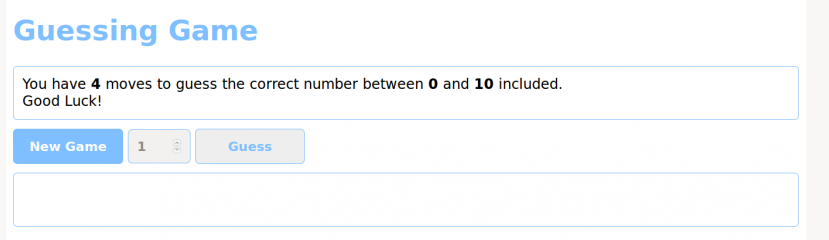 Guessing Game
You have 4 moves to guess the correct number between 0 and 10 included.
Good Luck!
New Game 1 Guess